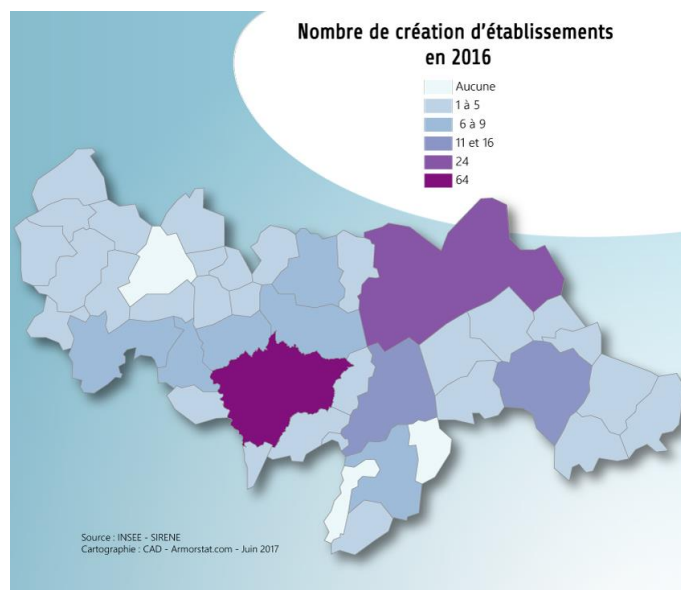 Nombre de création d'établissements
en 2016
Aucune
1 à 5
6 à 9
11 et 16
24
64
Source : INSEE - SIRENE
Cartographie : CAD - Armorstat.com - Juin 2017